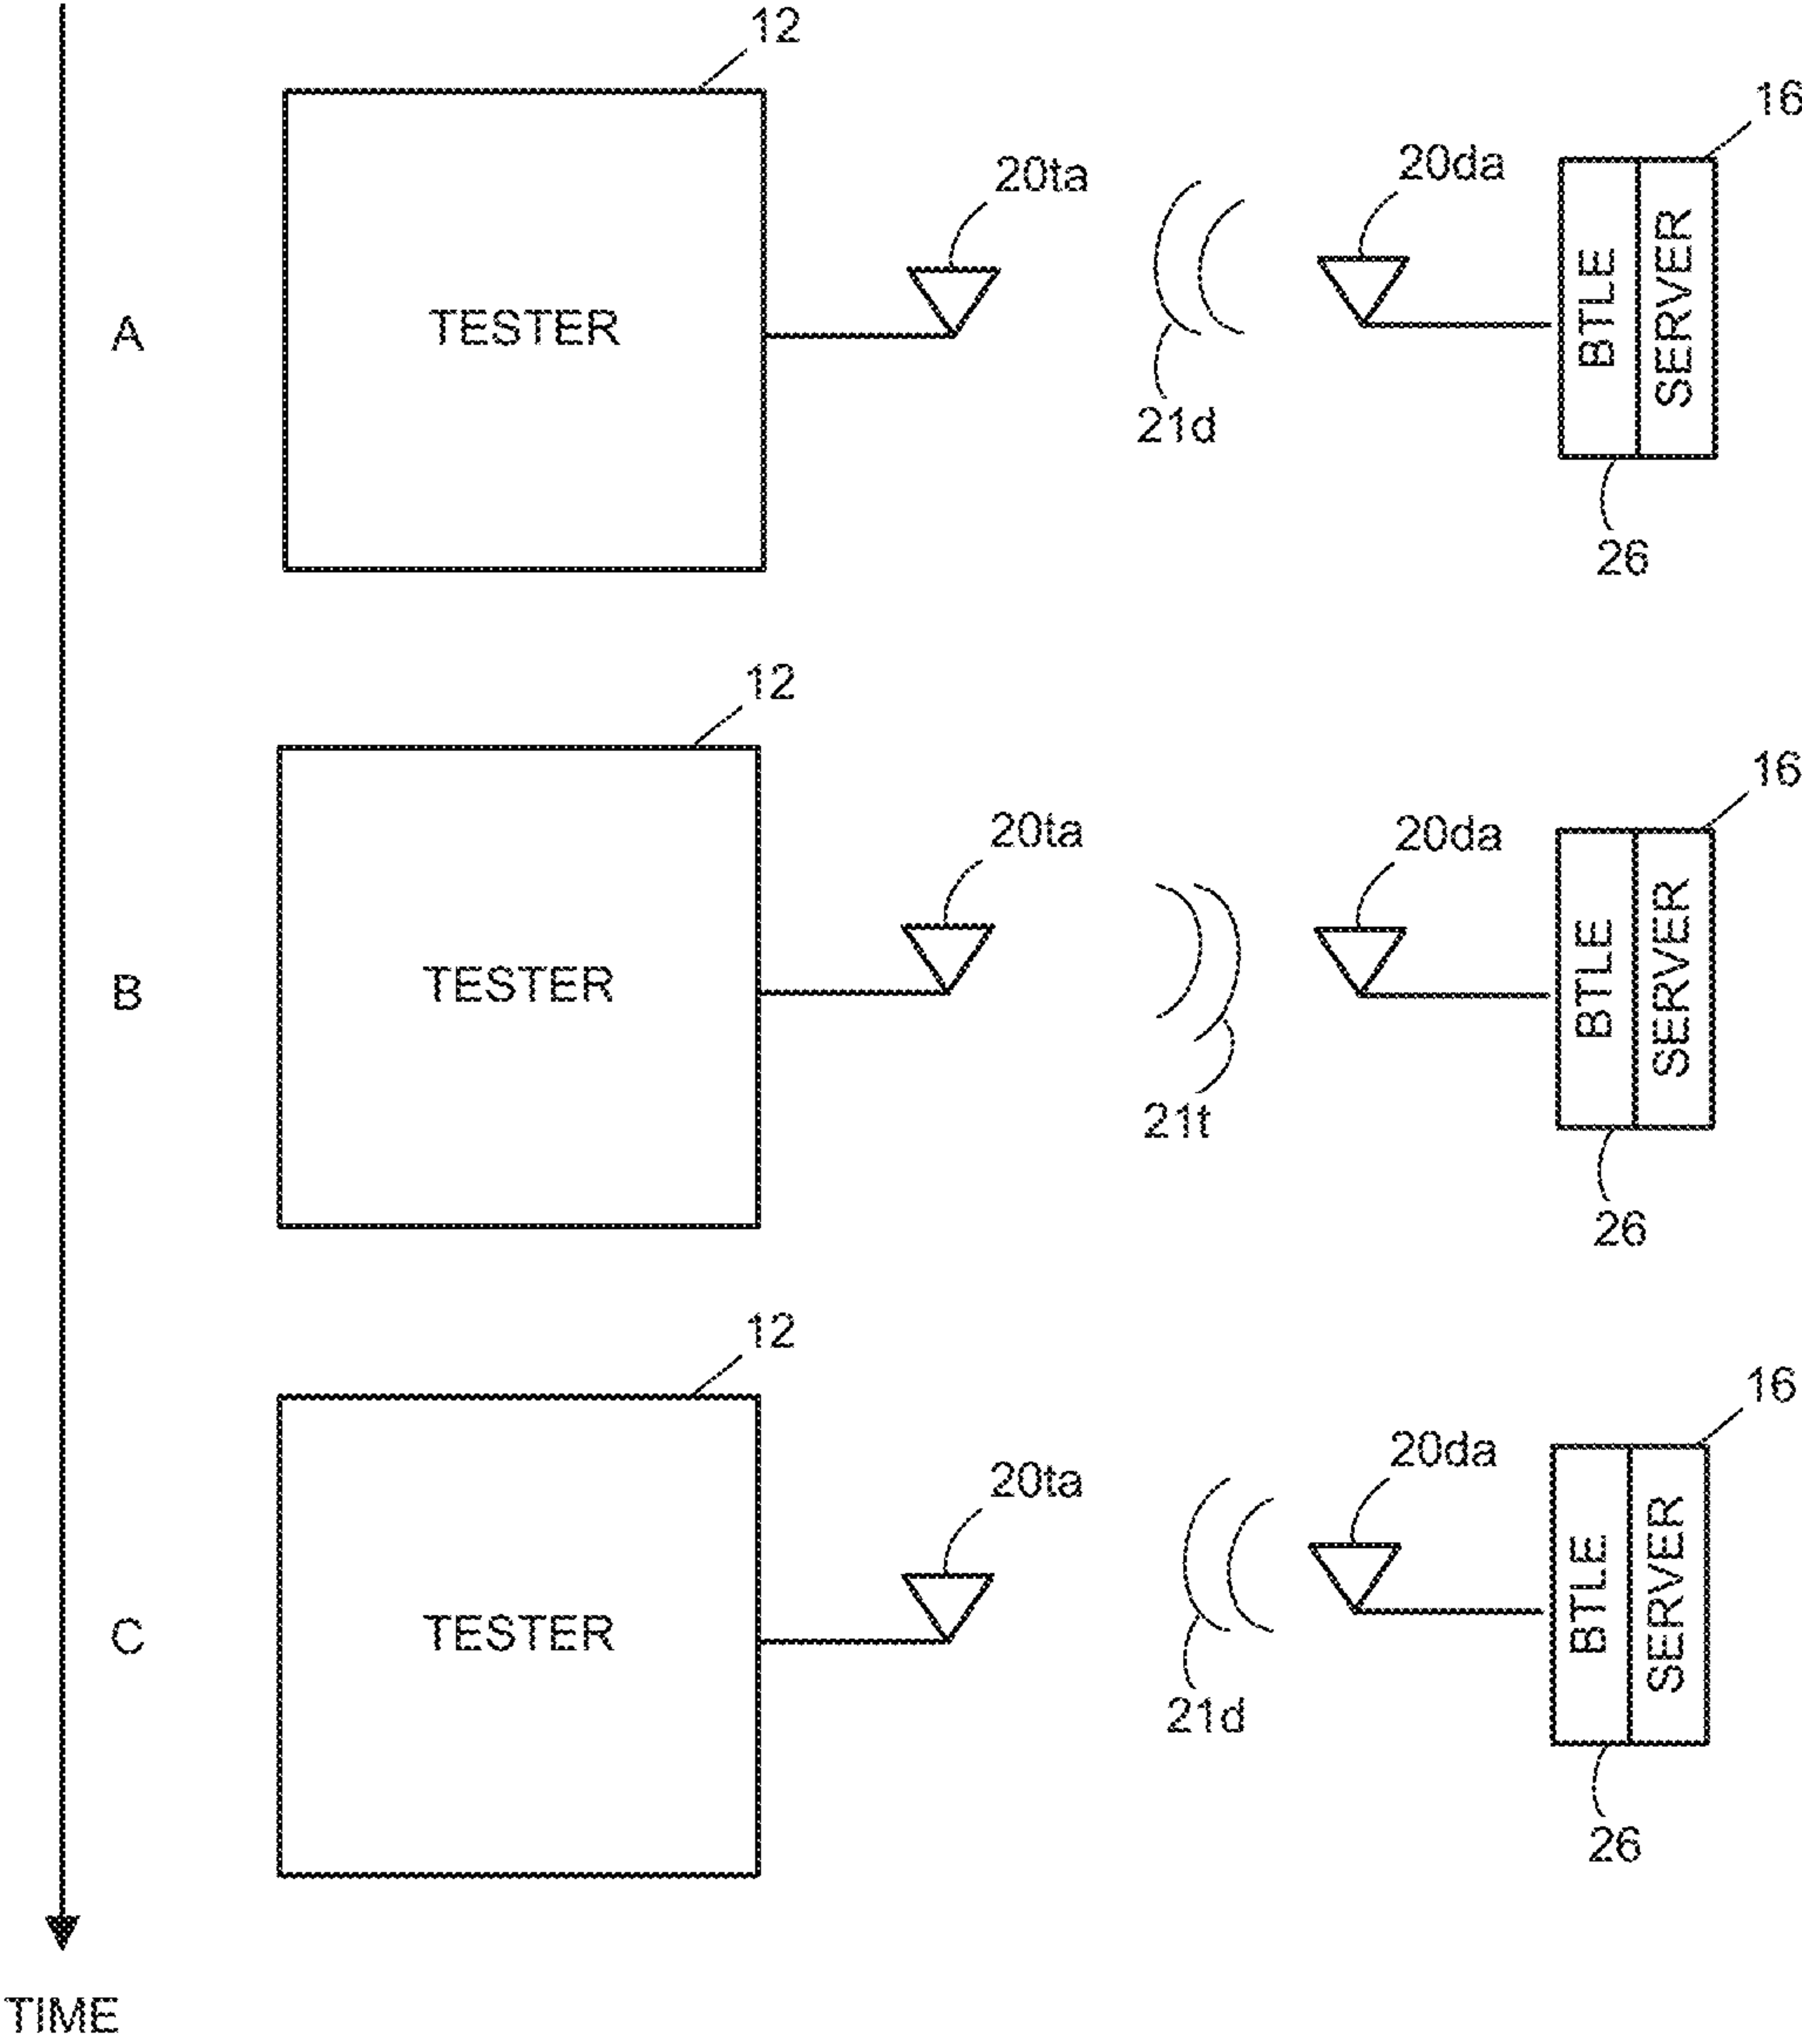 12
16
20ta
20da
A
TESTER
BTLE
SERVER
21d
26
12
16
20ta
20da
B
TESTER
BTLE
SERVER
21t
26
12
16
20ta
20da
C
TESTER
BTLE
SERVER
21d
26
TIME